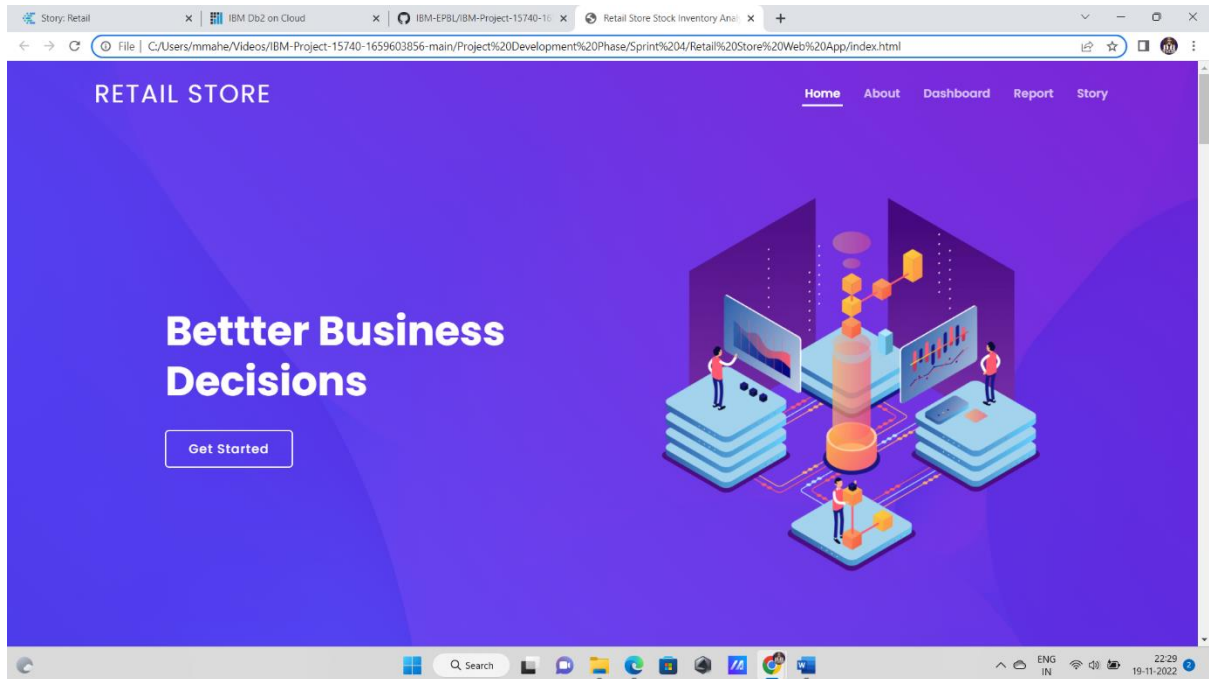 Story: Retail
IBM Db2 on Cloud
IBM-EPBL/IBM-Project-15740-16
Retail Store Stock Inventory Anal
File | C:/Users/mmahe/Videos/IBM-Project-15740-1659603856-main/Project%20Development%20Phase/Sprint%204/Retail%20Store%20Web%20App/index.html
RETAIL STORE
Home About Dashboard Report Story
Bettter Business
Decisions
Get Started
Search
ENG
IN
22:29
19-11-2022
2